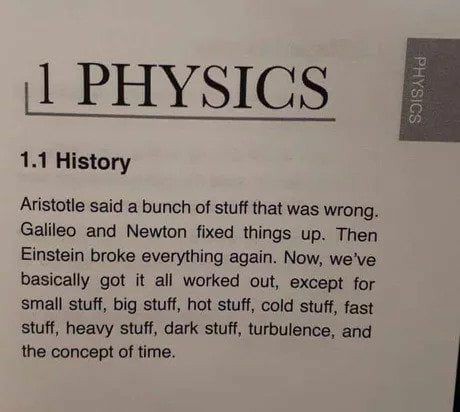 1 PHYSICS
PHYSICS
1.1 History
Aristotle said a bunch of stuff that was wrong.
Galileo and Newton fixed things up. Then
Einstein broke everything again. Now, we've
basically got it all worked out, except for
small stuff, big stuff, hot stuff, cold stuff, fast
stuff, heavy stuff, dark stuff, turbulence, and
the concept of time.